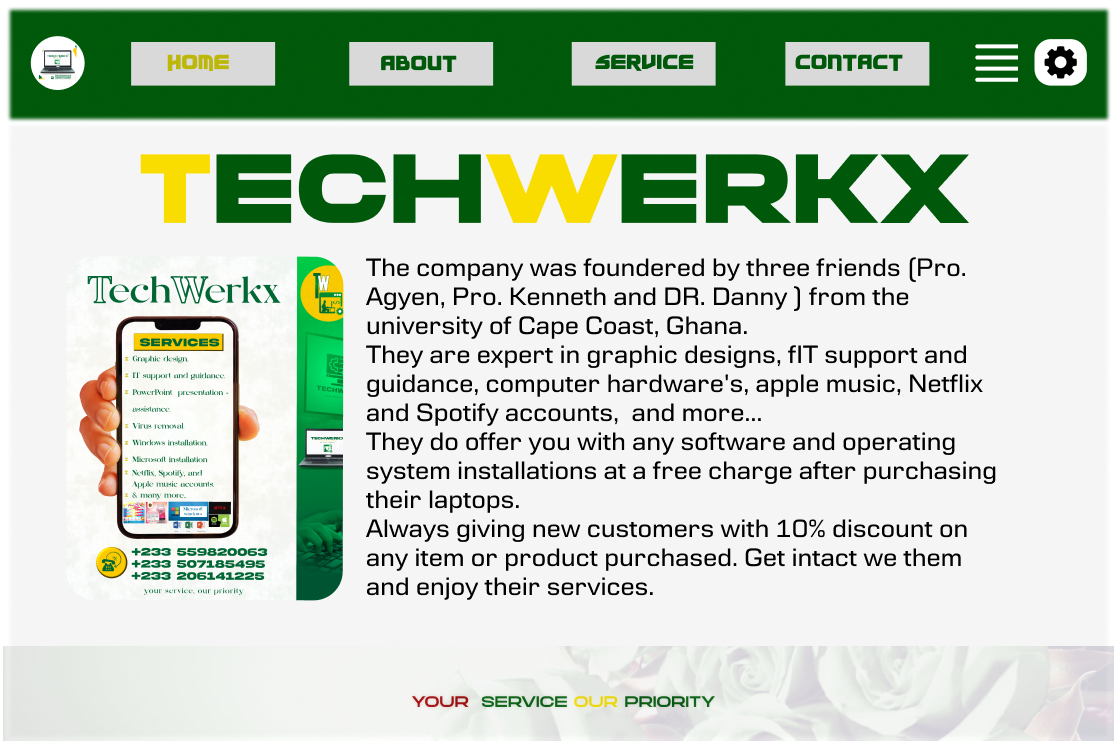 HOME
ABOUT
SERVICE
CONTACT
TECHWERKX
TechWerkx
SERVICES
Graphic design.
IT support and guidance.
PowerPoint presentation -
assistance.
Virus removal
Windows installation.
Microsoft installation
Netflix, Spotify, and
Apple music accounts.
& many more..
Microsoft
windows
+233 559820063
+233 507185495
+233 206141225
your service, our priority
TW
TECHWERKX
The company was foundered by three friends (Pro.
Agyen, Pro. Kenneth and DR. Danny ) from the
university of Cape Coast, Ghana.
They are expert in graphic designs, fIT support and
guidance, computer hardware's, apple music, Netflix
and Spotify accounts,  and more...
They do offer you with any software and operating
system installations at a free charge after purchasing
their laptops.
Always giving new customers with 10% discount on
any item or product purchased. Get intact we them
and enjoy their services.
YOUR SERVICE OUR PRIORITY